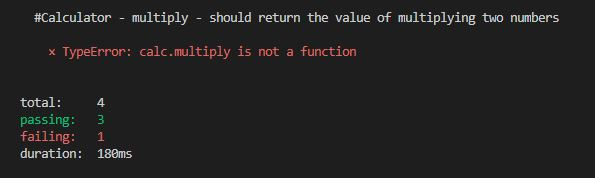 #Calculator - multiply - should return the value of multiplying two numbers
× TypeError: calc.multiply is not a function
total: 4
passing: 3
failing: 1
duration: 180ms